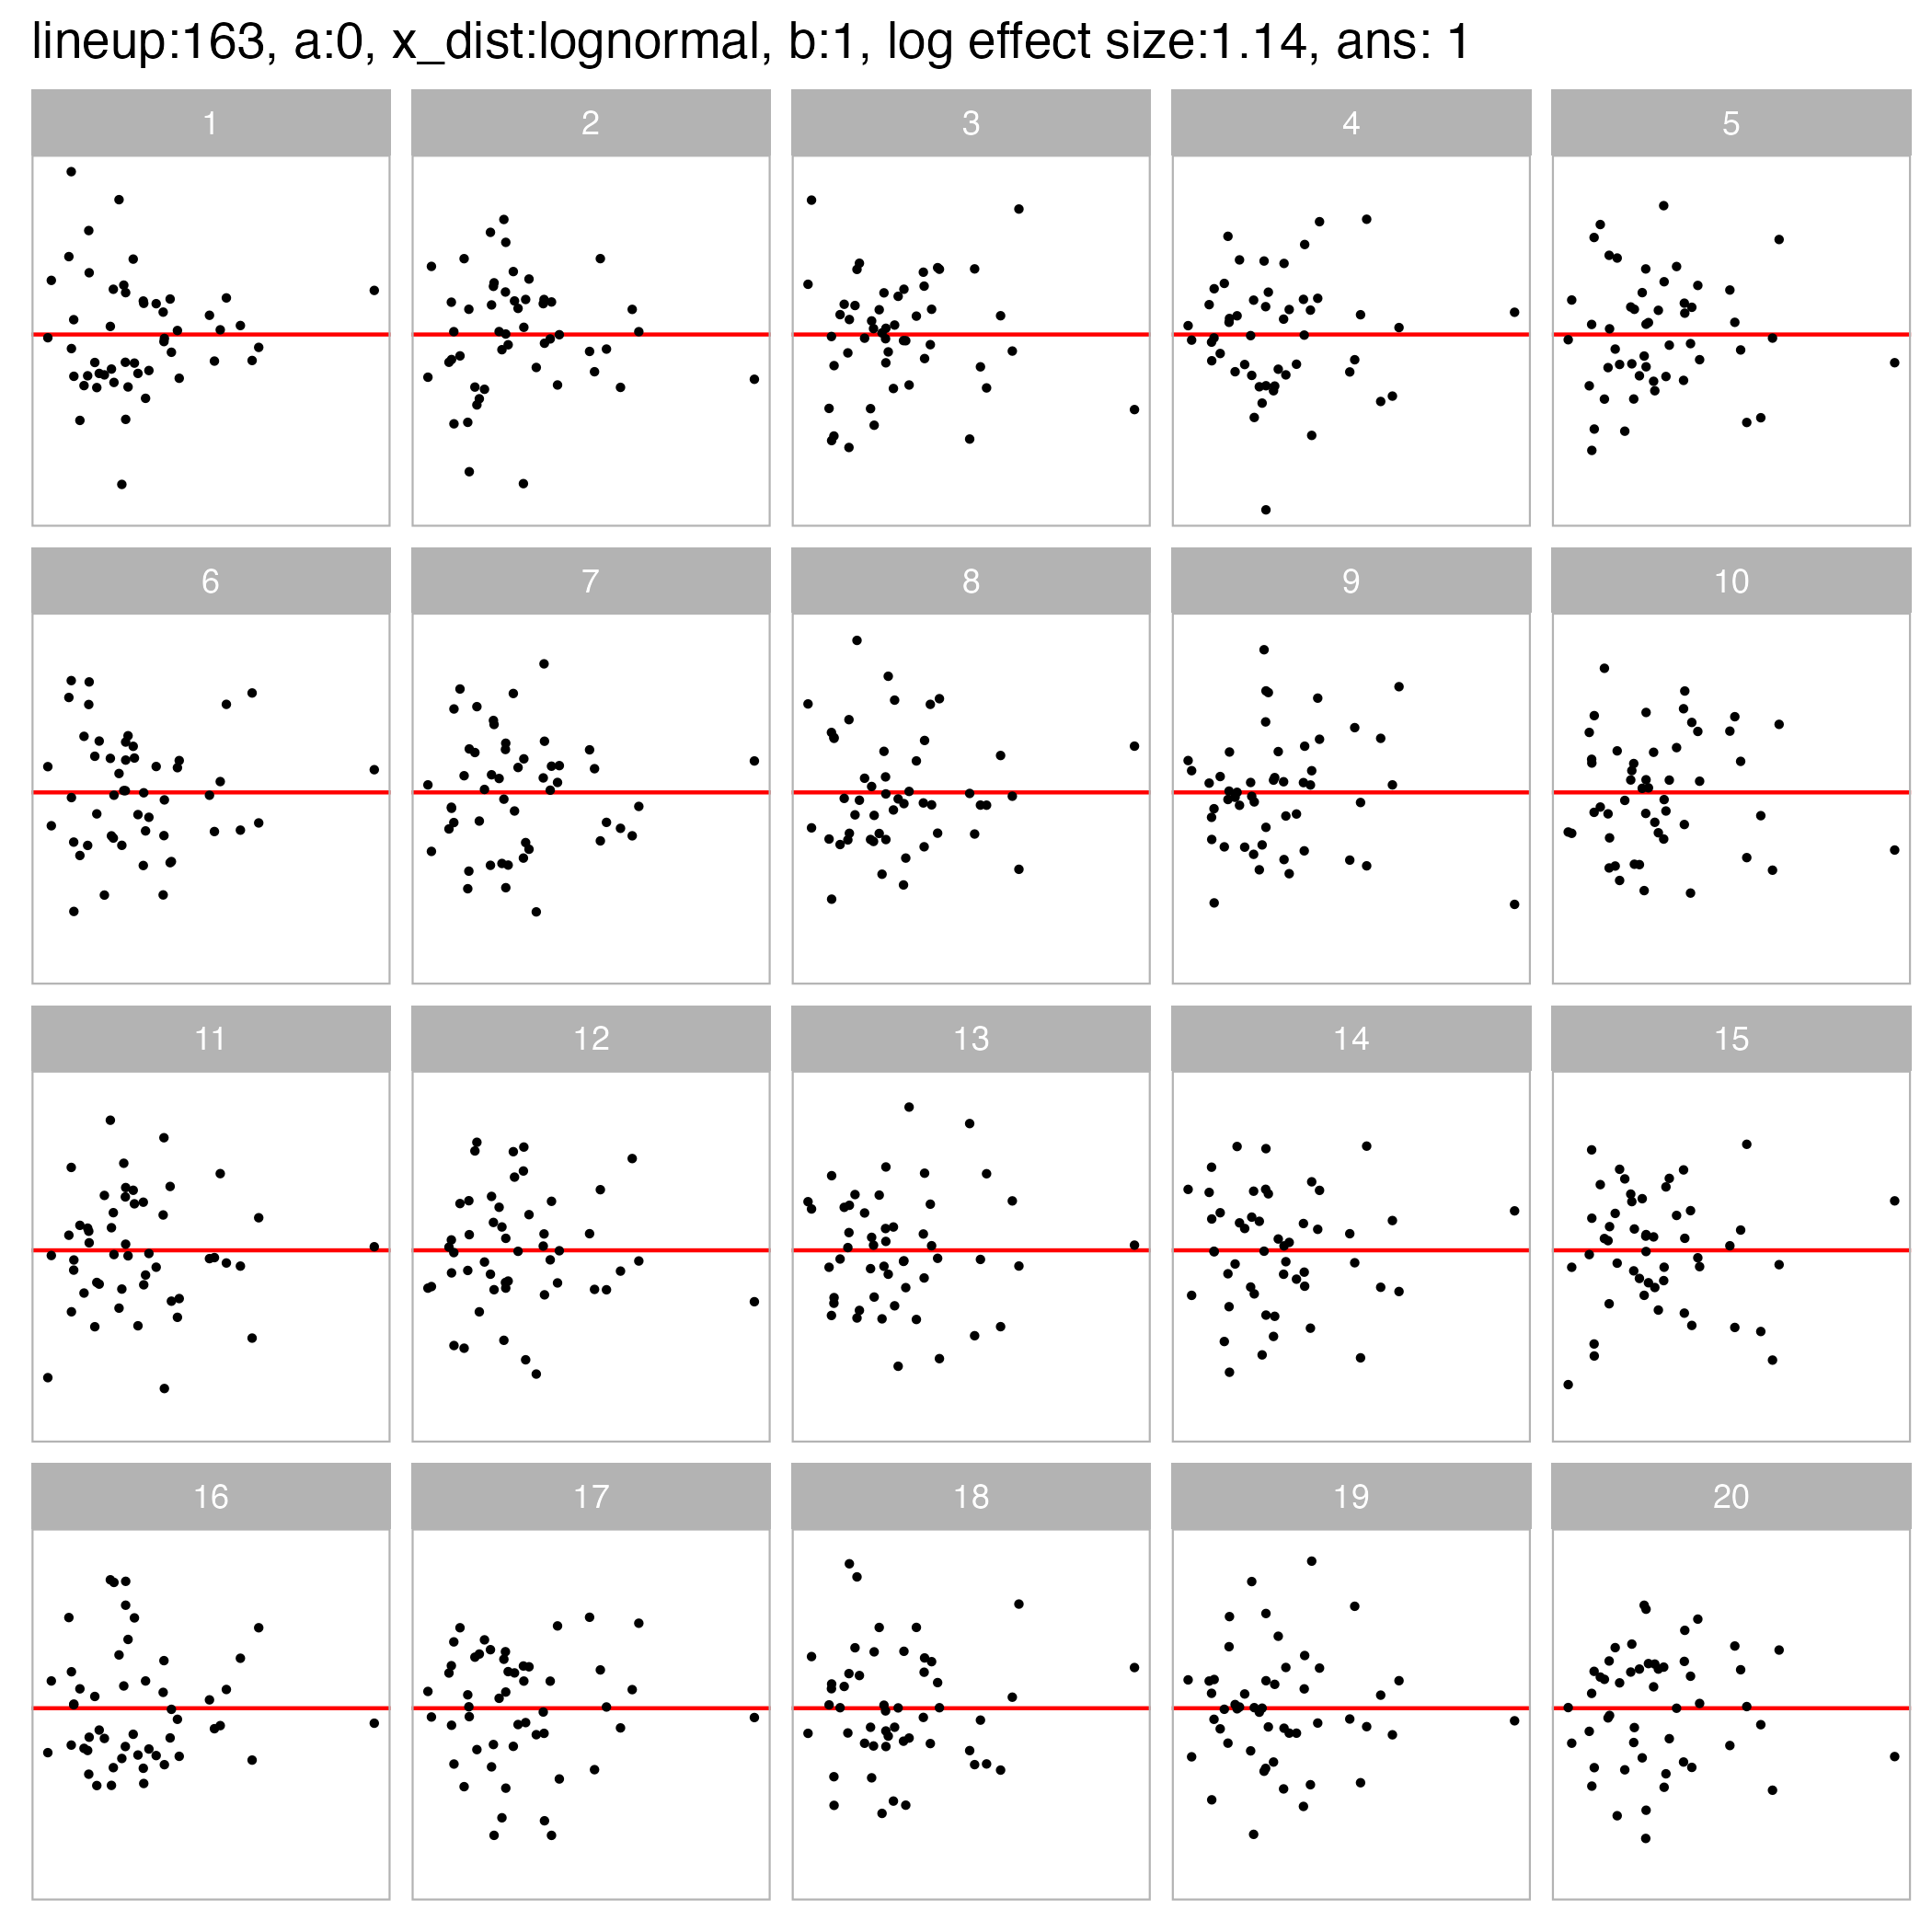 lineup:163, a:0, x_dist:lognormal, b:1, log effect size:1.14, ans: 1
1 2 3 4 5
6 7 8 9 10
11 12 13 14 15
16 17 18 19 20